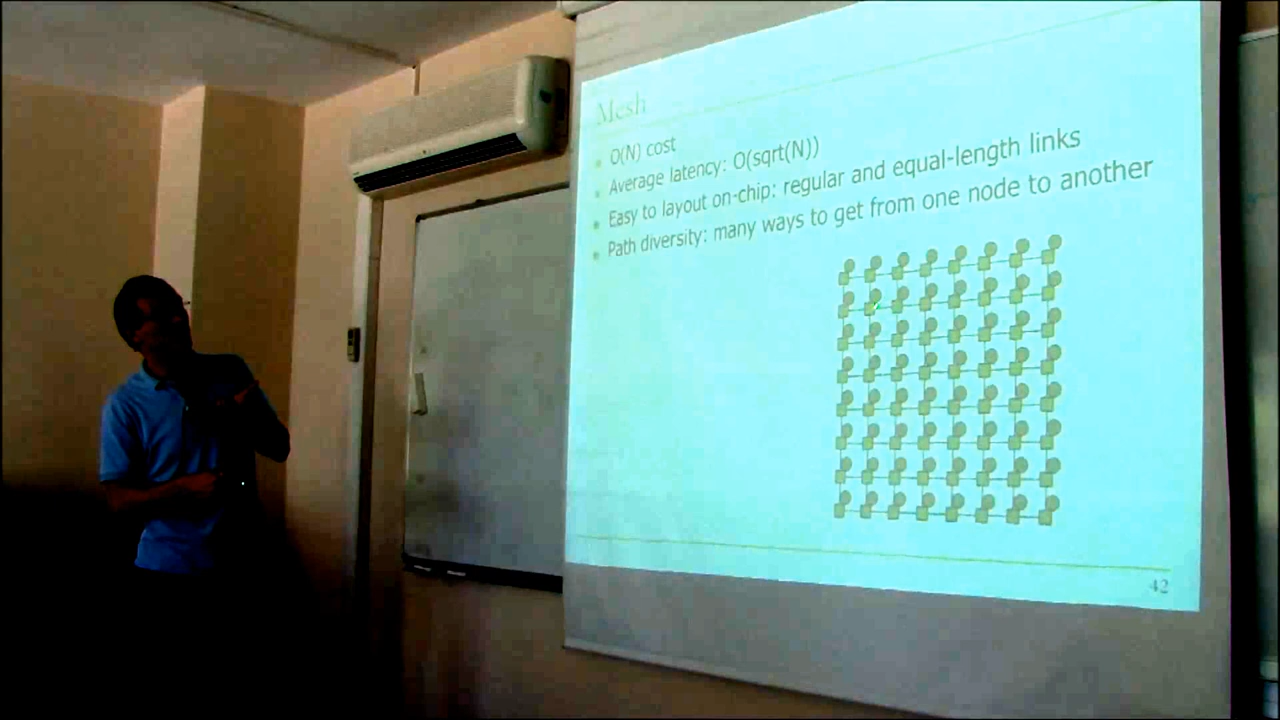 Mesh
O(N) cost
Average latency: O(sqrt(N))
Easy to layout on-chip: regular and equal-length links
Path diversity: many ways to get from one node to another
42